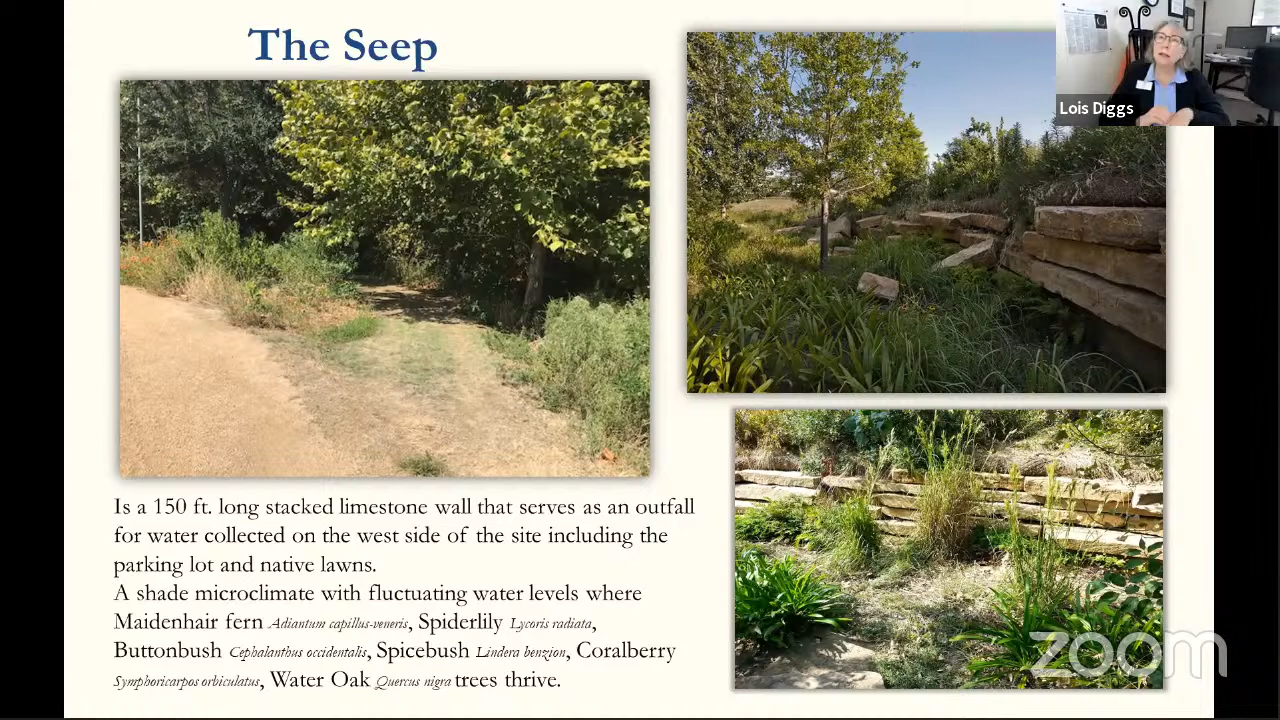 The Seep
Lois Diggs
Is a 150 ft. long stacked limestone wall that serves as an outfall
for water collected on the west side of the site including the
parking lot and native lawns.
A shade microclimate with fluctuating water levels where
Maidenhair fern Adiantum capillus-veneris, Spiderlily Lycoris radiata,
Buttonbush Cephalanthus occidentalis, Spicebush Lindera benzion, Coralberry
Symphoricarpos orbiculatus, Water Oak Quercus nigra trees thrive.
zoom